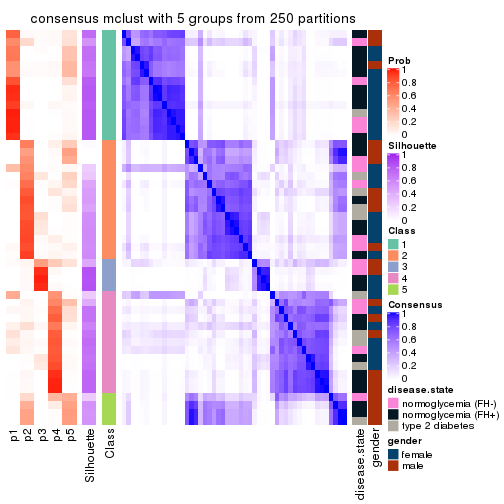 consensus mclust with 5 groups from 250 partitions
p1
p2
p3
p4
p5
Silhouette
Class
disease.state
gender
Prob
1
0.8
0.6
0.4
0.2
0
Silhouette
1
0.8
0.6
0.4
0.2
0
Class
1
2
3
4
5
Consensus
1
0.8
0.6
0.4
0.2
0
disease.state
normoglycemia (FH-)
normoglycemia (FH+)
type 2 diabetes
gender
female
male